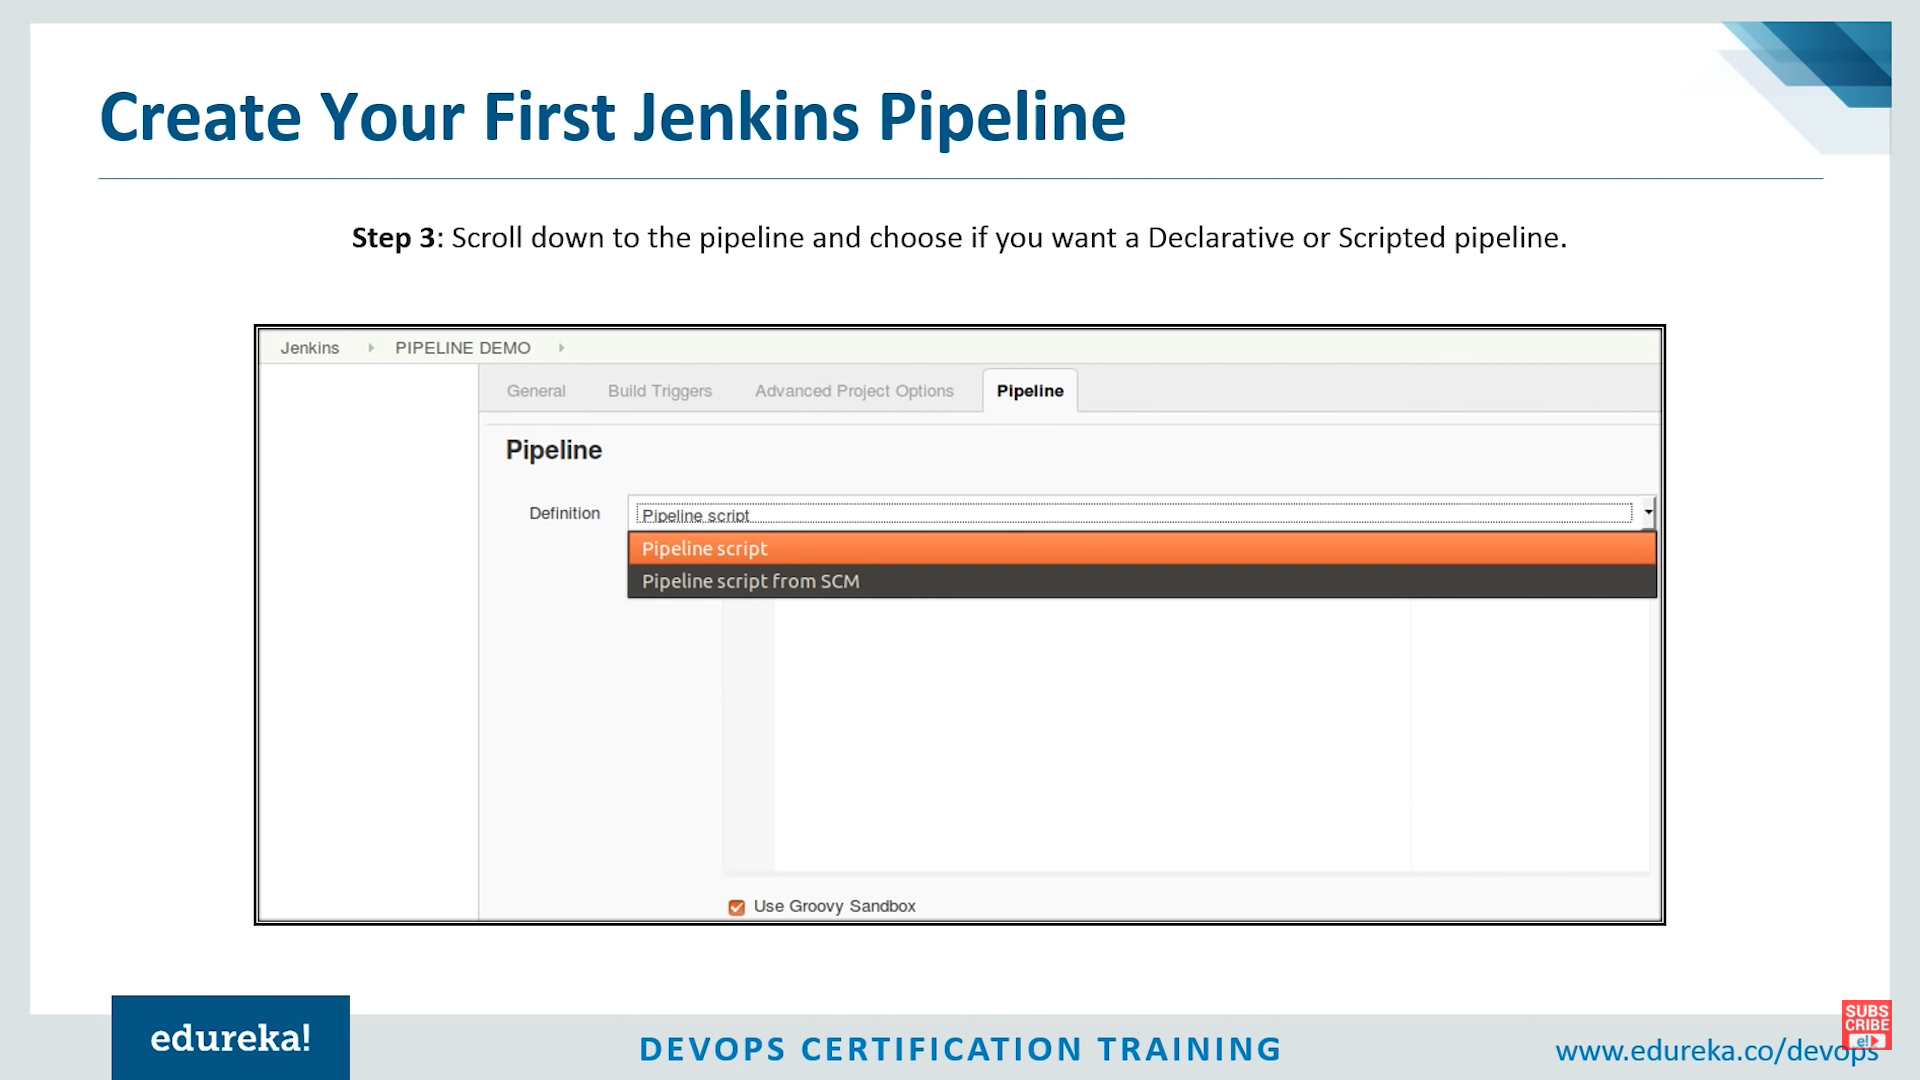 Create Your First Jenkins Pipeline
Step 3: Scroll down to the pipeline and choose if you want a Declarative or Scripted pipeline.
Jenkins PIPELINE DEMO
General Build Triggers Advanced Project Options Pipeline
Pipeline
Definition Pipeline script
Pipeline script
Pipeline script from SCM
Use Groovy Sandbox
edureka!
DEVOPS CERTIFICATION TRAINING
www.edureka.co/devops
SUBS
CRIBE
e!